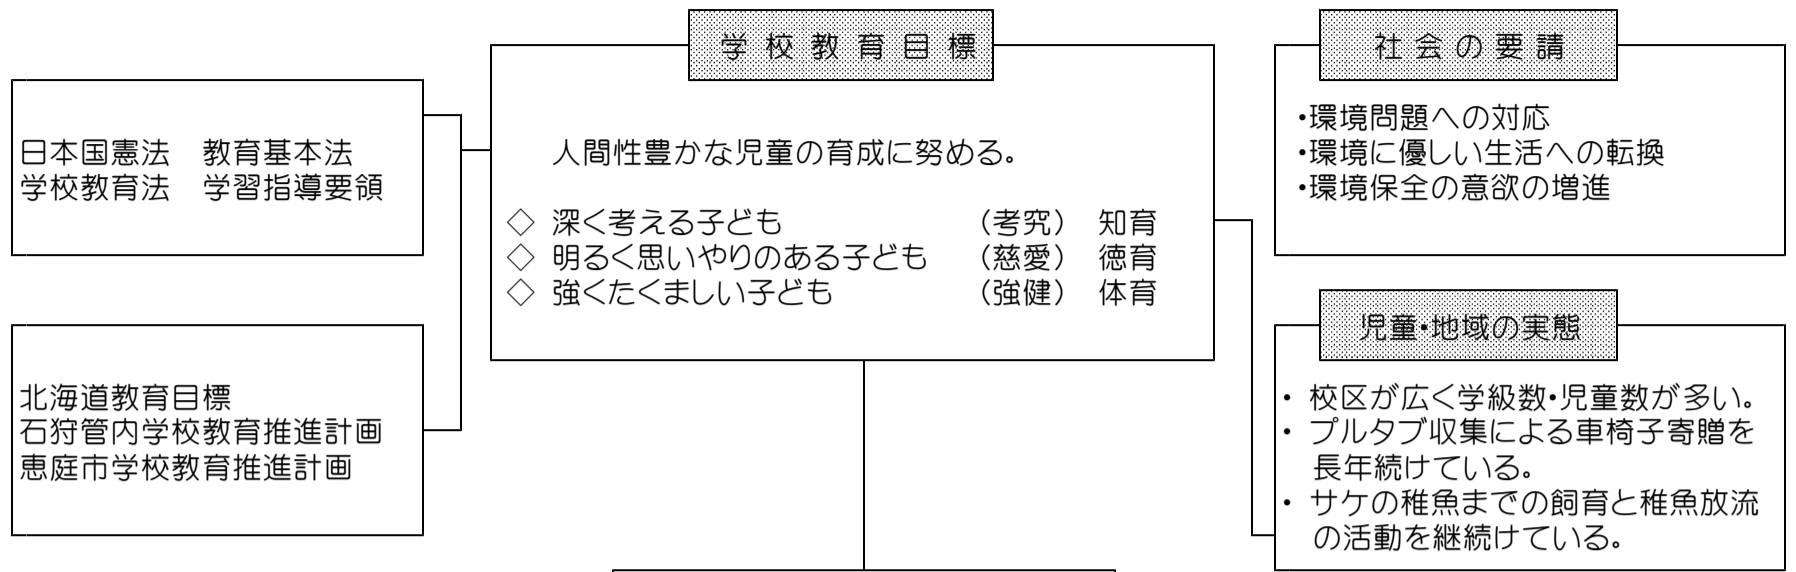 日本国憲法　教育基本法
学校教育法　学習指導要領
北海道教育目標
石狩管内学校教育推進計画
恵庭市学校教育推進計画
学校教育目標
人間性豊かな児童の育成に努める。
◇ 深く考える子ども （考究） 知育
◇ 明るく思いやりのある子ども （慈愛） 徳育
◇ 強くたくましい子ども （強健） 体育
社会の要請
・環境問題への対応
・環境に優しい生活への転換
・環境保全の意欲の増進
児童・地域の実態
・ 校区が広く学級数・児童数が多い。
・ プルタブ収集による車椅子寄贈を
長年続けている。
・ サケの稚魚までの飼育と稚魚放流
の活動を継続けている。